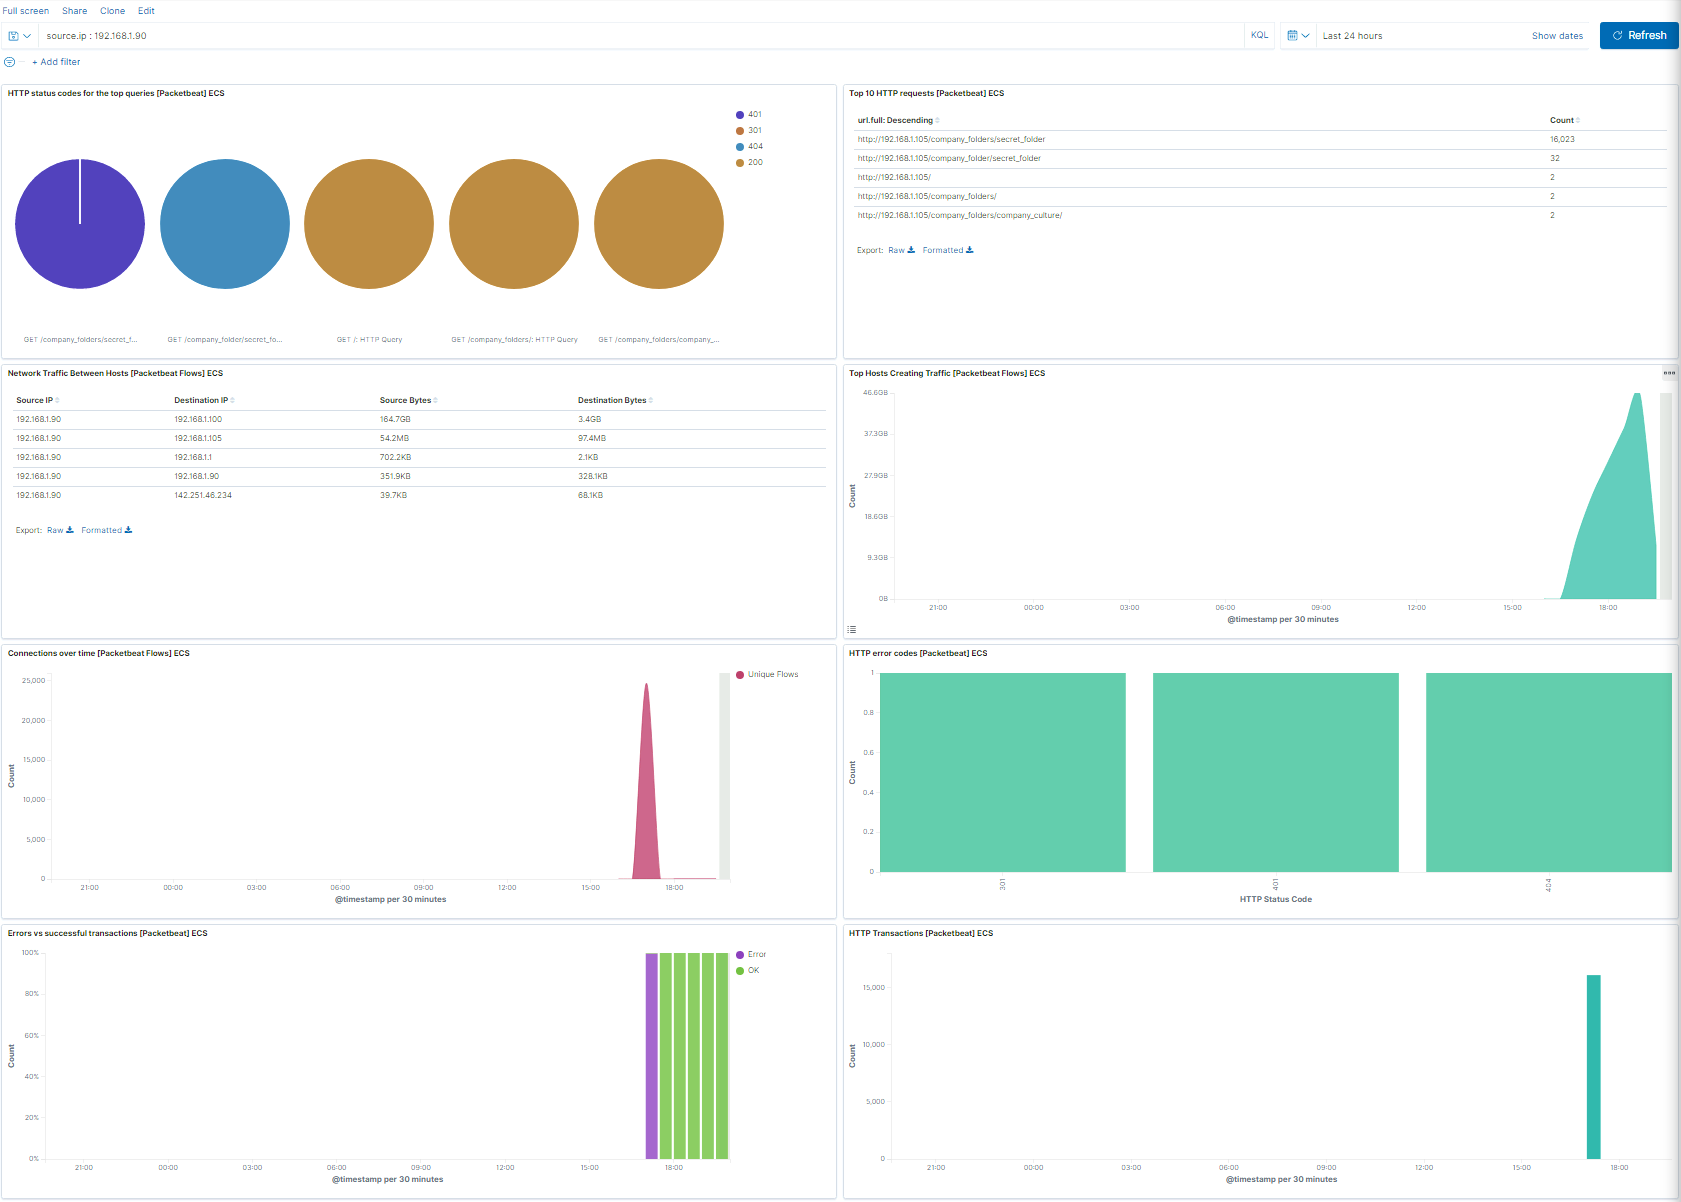 Full screen Share Clone Edit
source.ip : 192.168.1.90 KQL Last 24 hours Show dates Refresh
+ Add filter
HTTP status codes for the top queries [Packetbeat] ECS
401
301
404
200
GET /company_folders/secret_f... GET /company_folder/secret_fo... GET /: HTTP Query GET /company_folders/: HTTP Query GET /company_folders/company_...
Top 10 HTTP requests [Packetbeat] ECS
url.full: Descending Count
http://192.168.1.105/company_folders/secret_folder 16,023
http://192.168.1.105/company_folder/secret_folder 32
http://192.168.1.105/ 2
http://192.168.1.105/company_folders/ 2
http://192.168.1.105/company_folders/company_culture/ 2
Export: Raw Formatted
Network Traffic Between Hosts [Packetbeat Flows] ECS
Source IP Destination IP Source Bytes Destination Bytes
192.168.1.90 192.168.1.100 164.7GB 3.4GB
192.168.1.90 192.168.1.105 54.2MB 97.4MB
192.168.1.90 192.168.1.1 702.2KB 2.1KB
192.168.1.90 192.168.1.90 351.9KB 328.1KB
192.168.1.90 142.251.46.234 39.7KB 68.1KB
Export: Raw Formatted
Top Hosts Creating Traffic [Packetbeat Flows] ECS
46.6GB
37.3GB
27.9GB
18.6GB
9.3GB
0B
Count
21:00 00:00 03:00 06:00 09:00 12:00 15:00 18:00
@timestamp per 30 minutes
Connections over time [Packetbeat Flows] ECS
Unique Flows
25,000
20,000
15,000
10,000
5,000
0
Count
21:00 00:00 03:00 06:00 09:00 12:00 15:00 18:00
@timestamp per 30 minutes
HTTP error codes [Packetbeat] ECS
1
0.8
0.6
0.4
0.2
0
Count
301 401 404
HTTP Status Code
Errors vs successful transactions [Packetbeat] ECS
Error
OK
100%
80%
60%
40%
20%
0%
Count
21:00 00:00 03:00 06:00 09:00 12:00 15:00 18:00
@timestamp per 30 minutes
HTTP Transactions [Packetbeat] ECS
15,000
10,000
5,000
0
Count
21:00 00:00 03:00 06:00 09:00 12:00 15:00 18:00
@timestamp per 30 minutes